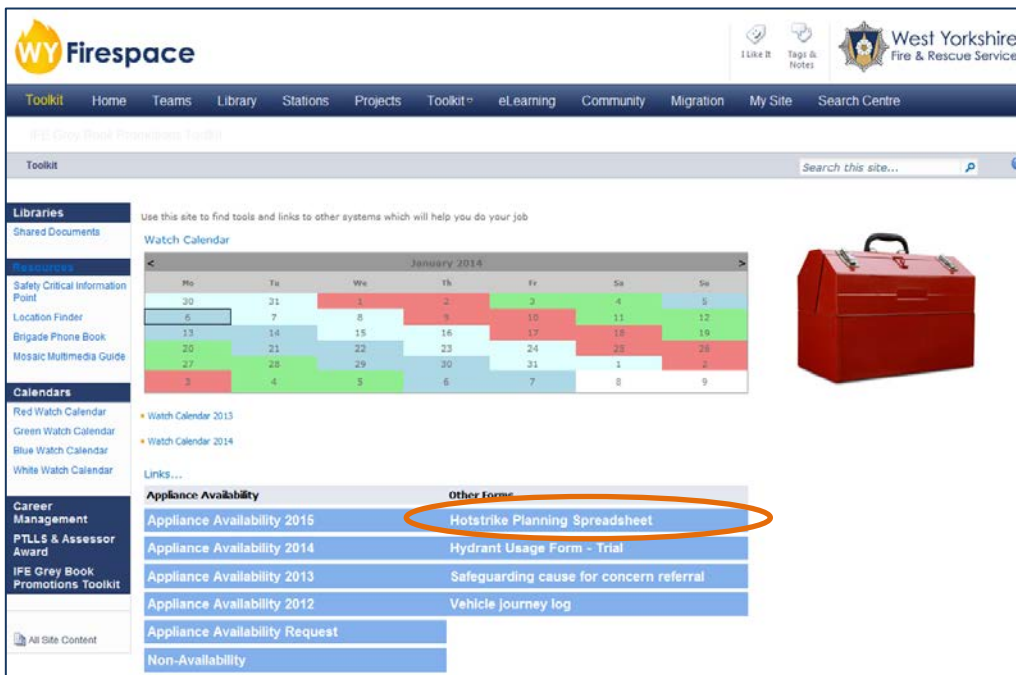 WY Firespace
I Like It
Tags &
Notes
West Yorkshire
Fire & Rescue Service
Toolkit Home Teams Library Stations Projects Toolkit eLearning Community Migration My Site Search Centre
IFE Grey Book Promotions Toolkit
Toolkit
Search this site...
Libraries
Shared Documents
Resources
Safety Critical Information
Point
Location Finder
Brigade Phone Book
Mosaic Multimedia Guide
Calendars
Red Watch Calendar
Green Watch Calendar
Blue Watch Calendar
White Watch Calendar
Career
Management
PTLLS & Assessor
Award
IFE Grey Book
Promotions Toolkit
All Site Content
Use this site to find tools and links to other systems which will help you do your job
Watch Calendar
< January 2014 >
Mo Tu We Th Fr Sa Su
30 31 1 2 3 4 5
6 7 8 9 10 11 12
13 14 15 16 17 18 19
20 21 22 23 24 25 26
27 28 29 30 31 1 2
3 4 5 6 7 8 9
Watch Calendar 2013
Watch Calendar 2014
Links...
Appliance Availability Other Forms
Appliance Availability 2015 Hotstrike Planning Spreadsheet
Appliance Availability 2014 Hydrant Usage Form - Trial
Appliance Availability 2013 Safeguarding cause for concern referral
Appliance Availability 2012 Vehicle journey log
Appliance Availability Request
Non-Availability